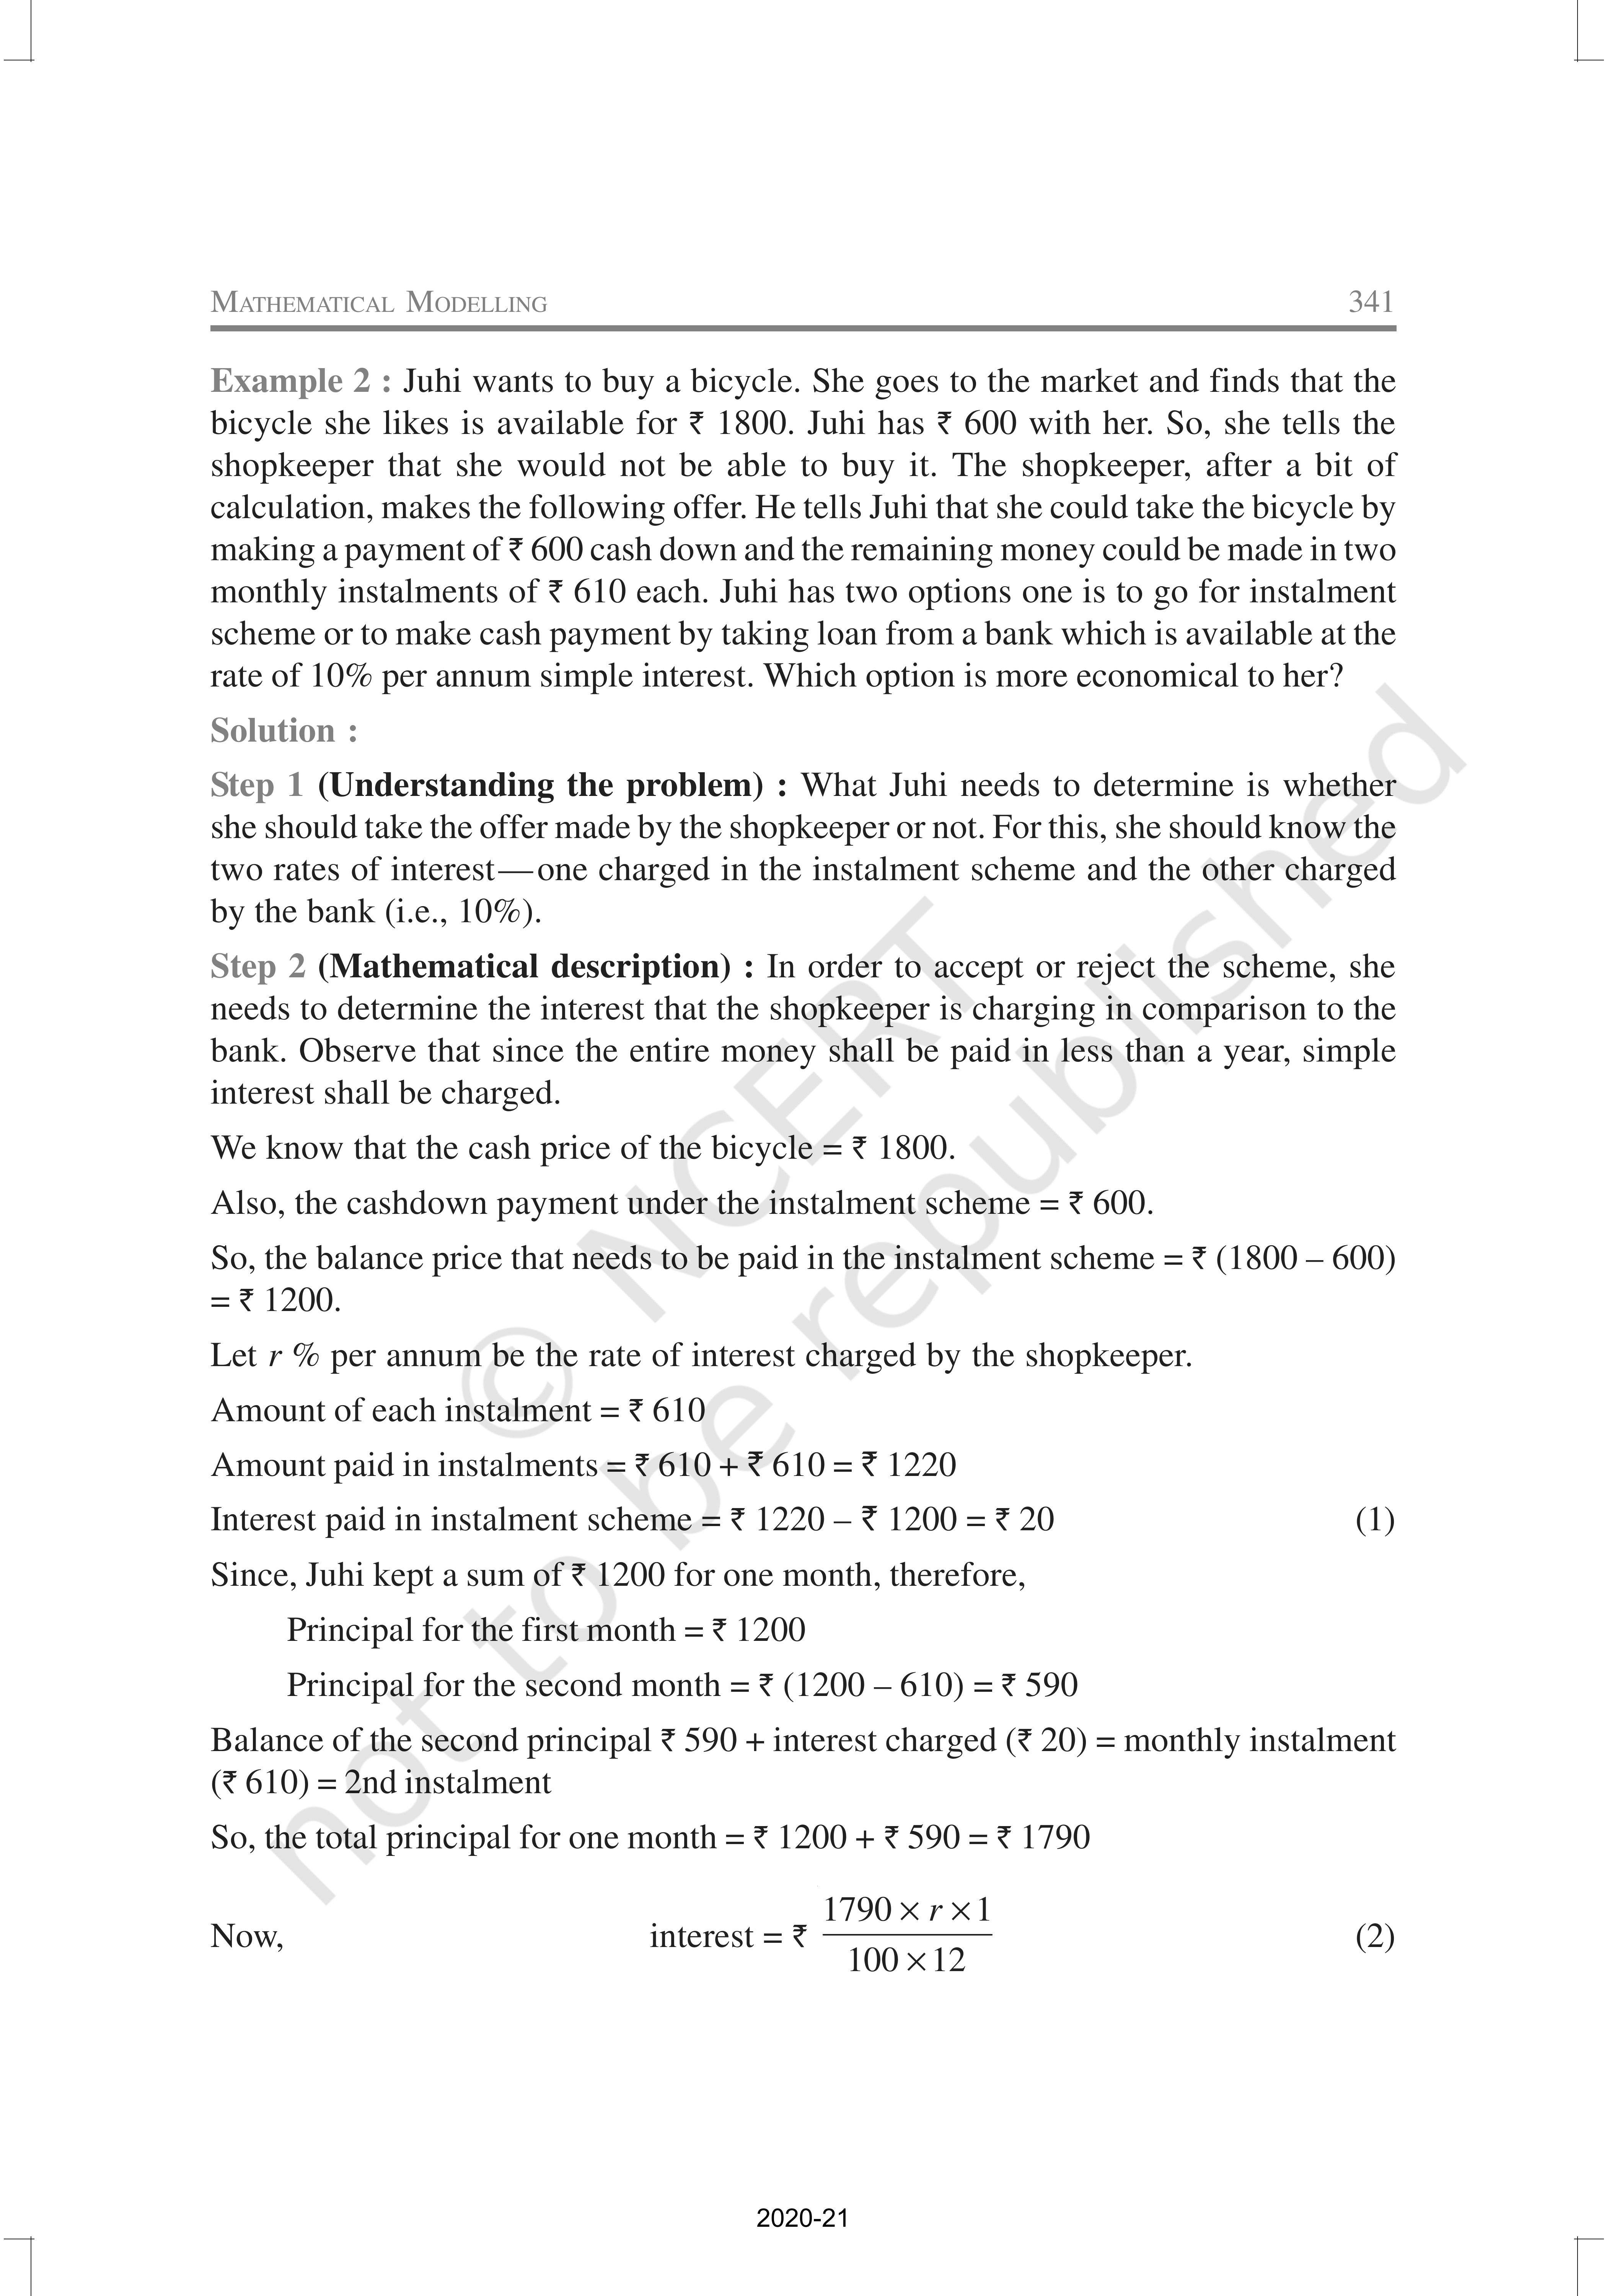 MATHEMATICAL MODELLING 341
Example 2 : Juhi wants to buy a bicycle. She goes to the market and finds that the
bicycle she likes is available for ₹ 1800. Juhi has ₹ 600 with her. So, she tells the
shopkeeper that she would not be able to buy it. The shopkeeper, after a bit of
calculation, makes the following offer. He tells Juhi that she could take the bicycle by
making a payment of ₹ 600 cash down and the remaining money could be made in two
monthly instalments of ₹ 610 each. Juhi has two options one is to go for instalment
scheme or to make cash payment by taking loan from a bank which is available at the
rate of 10% per annum simple interest. Which option is more economical to her?
Solution :
Step 1 (Understanding the problem) : What Juhi needs to determine is whether
she should take the offer made by the shopkeeper or not. For this, she should know the
two rates of interest—one charged in the instalment scheme and the other charged
by the bank (i.e., 10%).
Step 2 (Mathematical description) : In order to accept or reject the scheme, she
needs to determine the interest that the shopkeeper is charging in comparison to the
bank. Observe that since the entire money shall be paid in less than a year, simple
interest shall be charged.
We know that the cash price of the bicycle = ₹ 1800.
Also, the cashdown payment under the instalment scheme = ₹ 600.
So, the balance price that needs to be paid in the instalment scheme = ₹ (1800 – 600)
= ₹ 1200.
Let r % per annum be the rate of interest charged by the shopkeeper.
Amount of each instalment = ₹ 610
Amount paid in instalments = ₹ 610 + ₹ 610 = ₹ 1220
Interest paid in instalment scheme = ₹ 1220 – ₹ 1200 = ₹ 20 (1)
Since, Juhi kept a sum of ₹ 1200 for one month, therefore,
Principal for the first month = ₹ 1200
Principal for the second month = ₹ (1200 – 610) = ₹ 590
Balance of the second principal ₹ 590 + interest charged (₹ 20) = monthly instalment
(₹ 610) = 2nd instalment
So, the total principal for one month = ₹ 1200 + ₹ 590 = ₹ 1790
Now, interest = ₹ 1790 × r × 1 / 100 × 12 (2)
© NCERT
not to be republished
2020-21